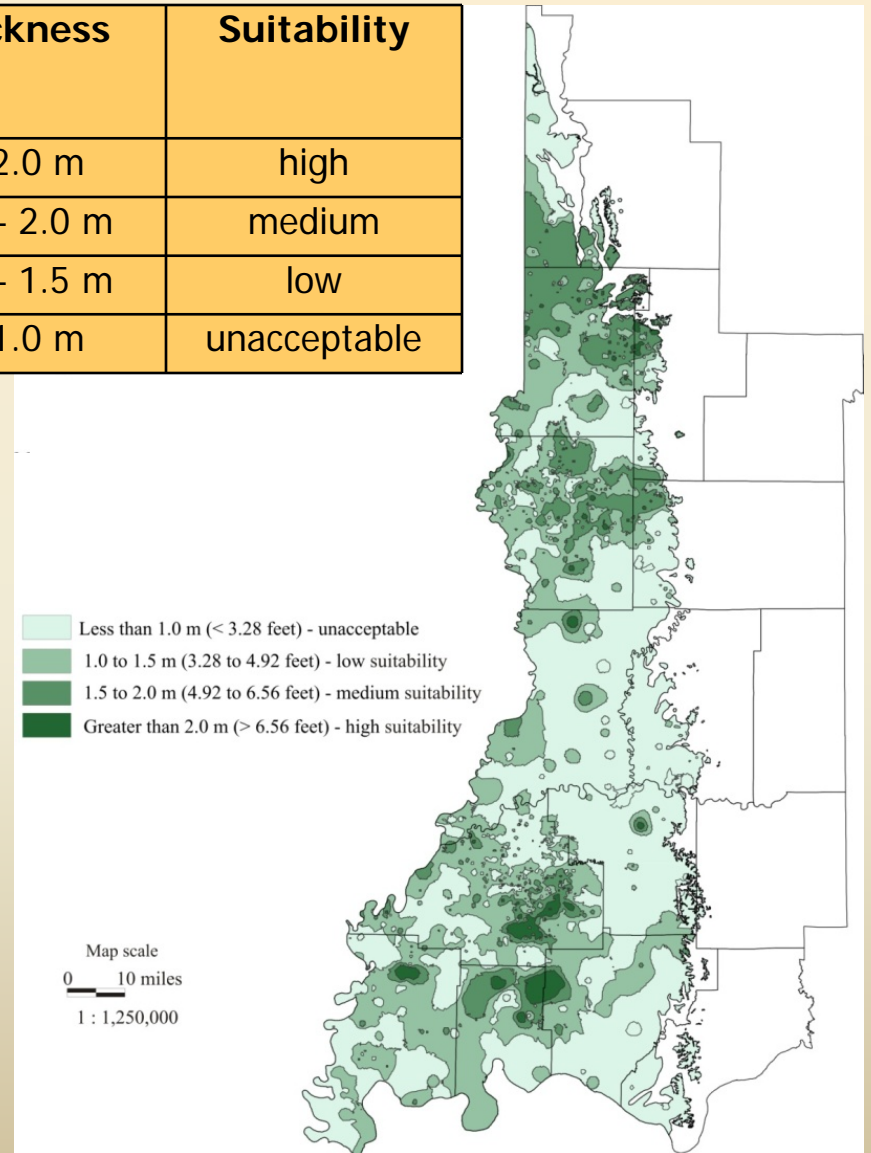 Suitability
2.0 m high
- 2.0 m medium
- 1.5 m low
1.0 m unacceptable
Less than 1.0 m (< 3.28 feet) - unacceptable
1.0 to 1.5 m (3.28 to 4.92 feet) - low suitability
1.5 to 2.0 m (4.92 to 6.56 feet) - medium suitability
Greater than 2.0 m (> 6.56 feet) - high suitability
Map scale
0 10 miles
1 : 1,250,000